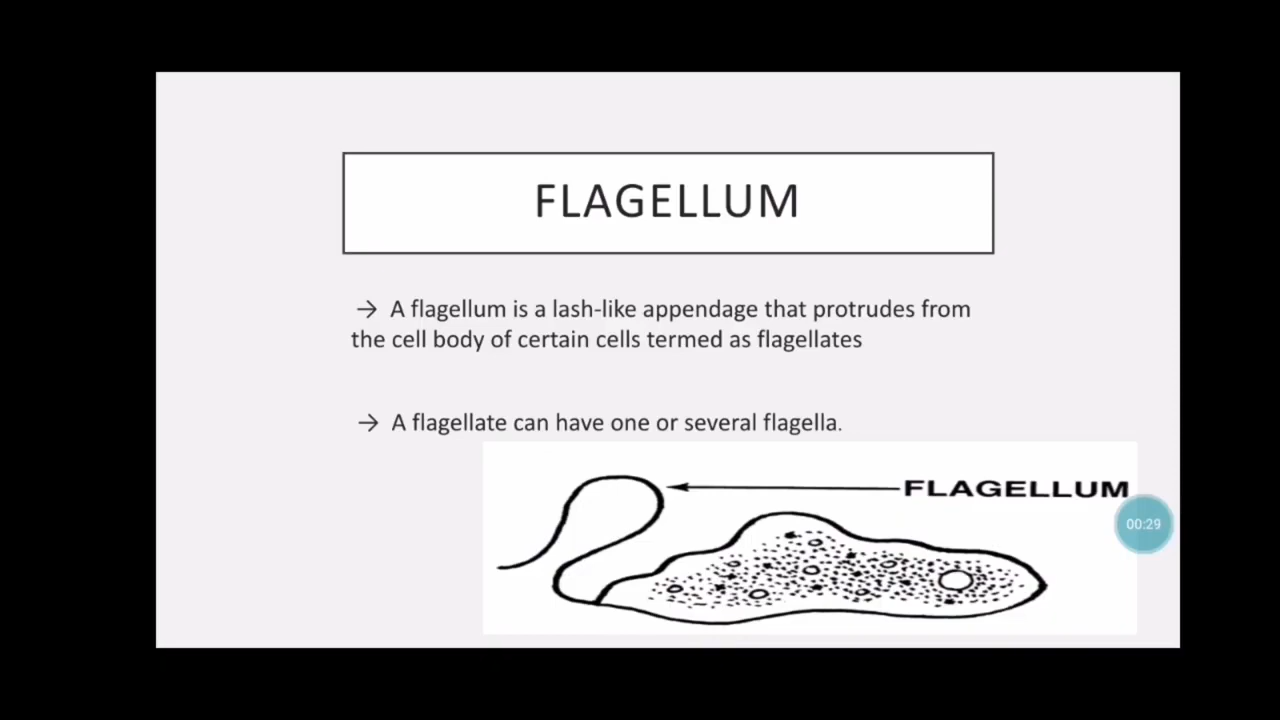 FLAGELLUM
→ A flagellum is a lash-like appendage that protrudes from
the cell body of certain cells termed as flagellates
→ A flagellate can have one or several flagella.
FLAGELLUM
00:29